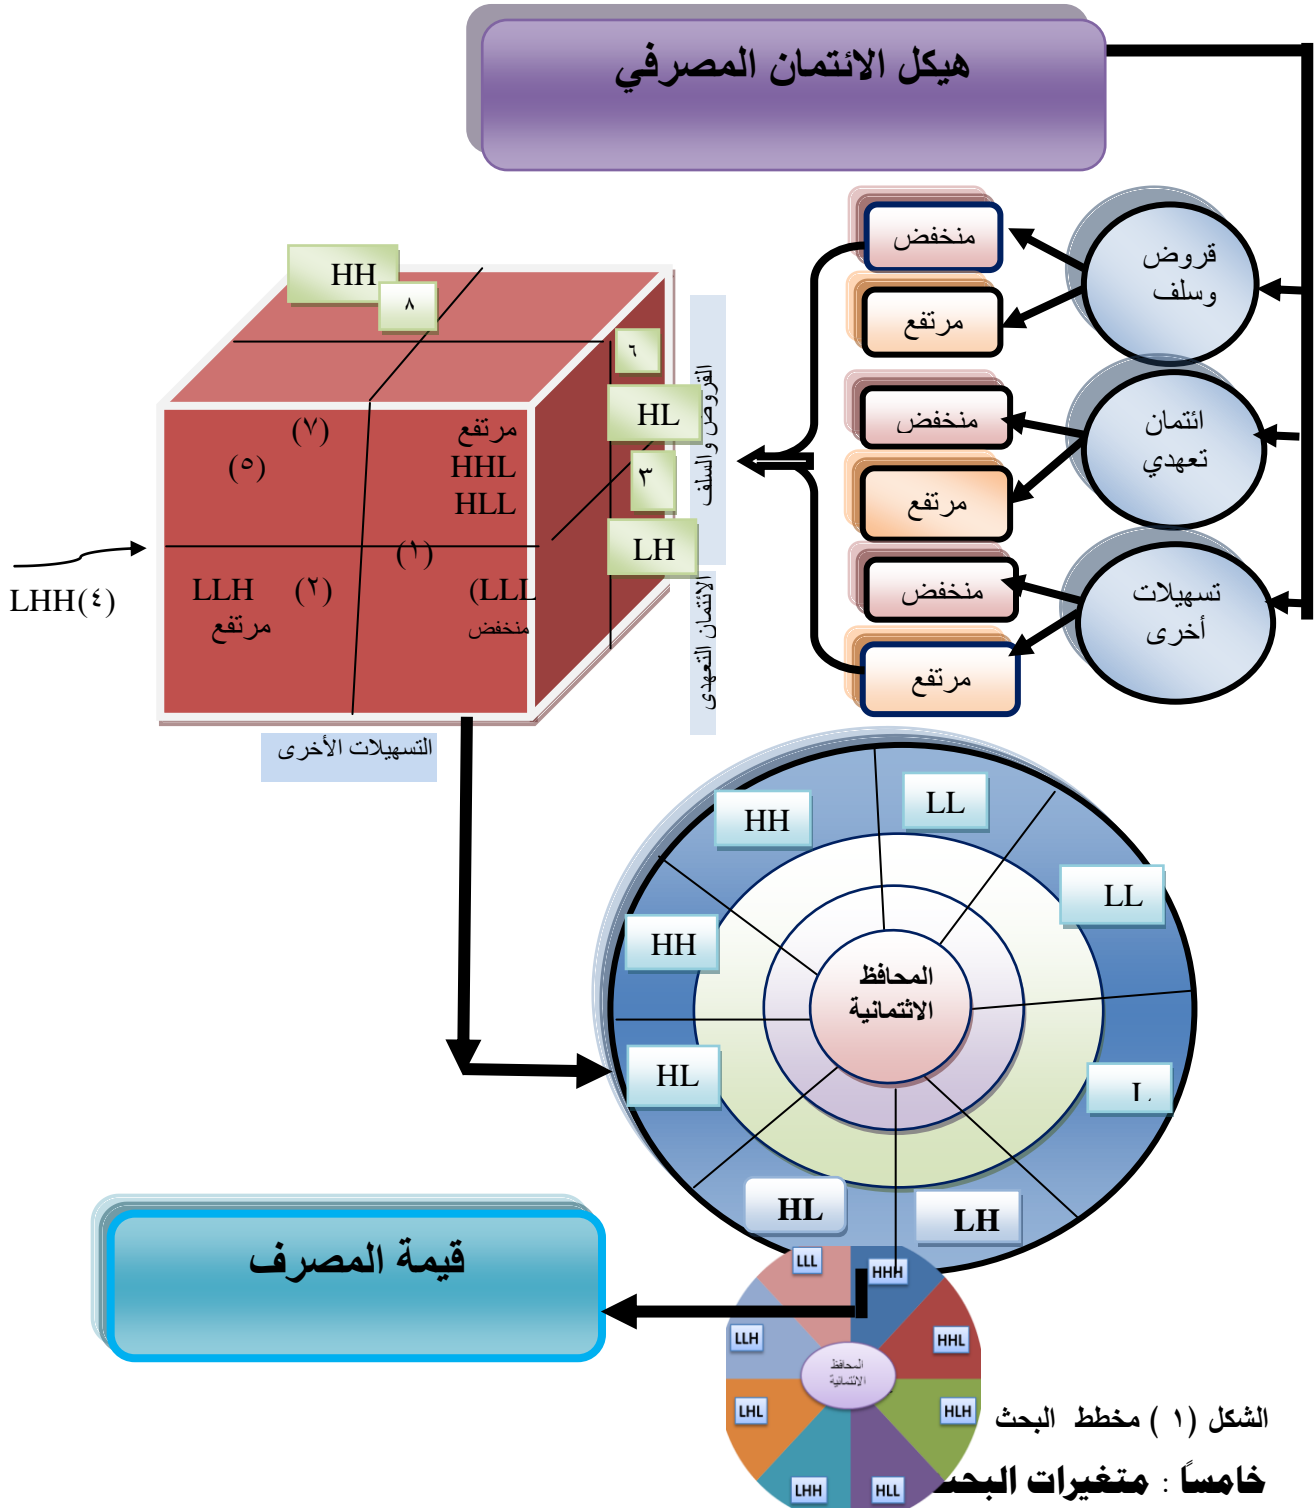 هيكل الائتمان المصرفي
قروض
وسلف
منخفض
مرتفع
ائتمان
تعهدي
منخفض
مرتفع
تسهيلات
أخرى
منخفض
مرتفع
القروض والسلف
الائتمان التعهدى
HH
٨
٦
HL
٣
LH
(٧)
مرتفع
(٥)
HHL
HLL
(١)
LHH(٤)
LLH
(٢)
(LLL
مرتفع
منخفض
التسهيلات الأخرى
HH
LL
LL
HH
المحافظ
الائتمانية
HL
L
HL
LH
قيمة المصرف
LLL
HHH
LLH
HHL
المحافظ
الائتمانية
LHL
HLH
LHH
HLL
الشكل (١ ) مخطط البحث
خامساً : متغيرات البحث